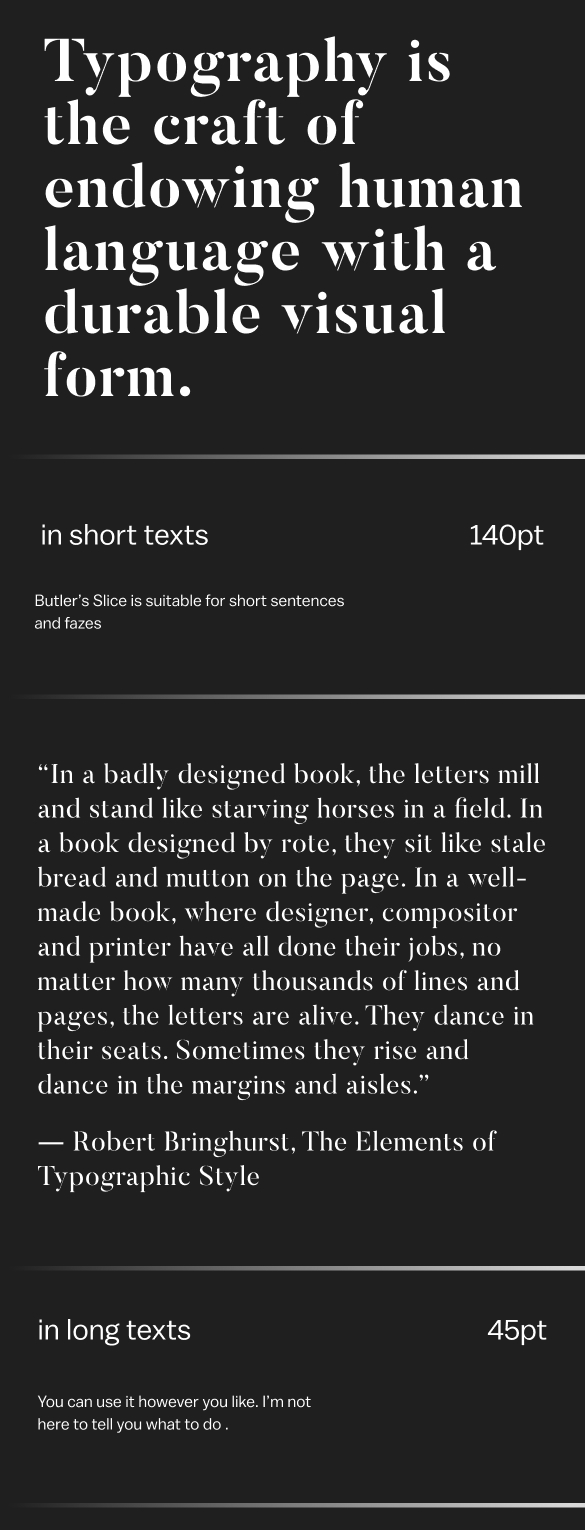 Typography is
the craft of
endowing human
language with a
durable visual
form.
in short texts 140pt
Butler’s Slice is suitable for short sentences
and fazes
“In a badly designed book, the letters mill
and stand like starving horses in a field. In
a book designed by rote, they sit like stale
bread and mutton on the page. In a well-
made book, where designer, compositor
and printer have all done their jobs, no
matter how many thousands of lines and
pages, the letters are alive. They dance in
their seats. Sometimes they rise and
dance in the margins and aisles.”
— Robert Bringhurst, The Elements of
Typographic Style
in long texts 45pt
You can use it however you like. I’m not
here to tell you what to do .